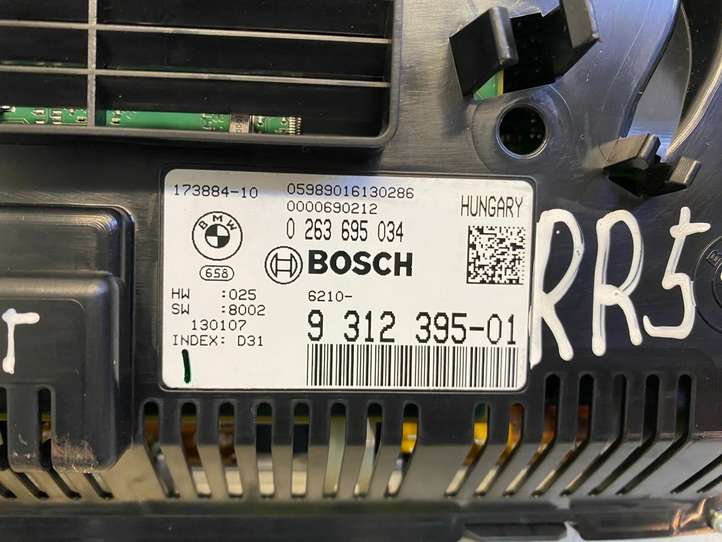 173884-10 05989016130286
0000690212
HUNGARY
0 263 695 034
BMW
658
BOSCH
HW :025
SW :8002
130107
INDEX: D31
6210-
9 312 395-01
RR5